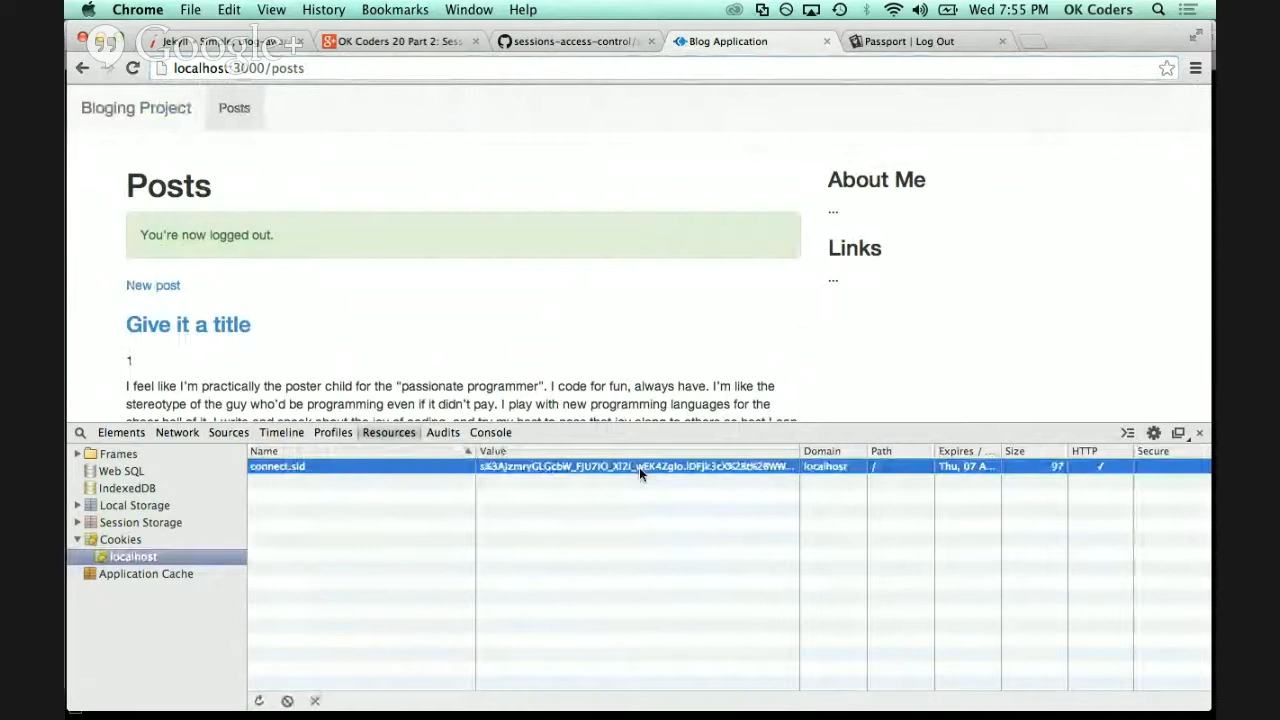 Chrome File Edit View History Bookmarks Window Help Wed 7:55 PM OK Coders
Google+
OK Coders 20 Part 2: Sess
sessions-access-control/
Blog Application
Passport | Log Out
localhost:3000/posts
Bloging Project Posts
Posts
You're now logged out.
New post
Give it a title
1
I feel like I'm practically the poster child for the "passionate programmer". I code for fun, always have. I'm like the
stereotype of the guy who'd be programming even if it didn't pay. I play with new programming languages for the
About Me
...
Links
...
Elements Network Sources Timeline Profiles Resources Audits Console
Frames
Web SQL
IndexedDB
Local Storage
Session Storage
Cookies
localhost
Application Cache
Name Value Domain Path Expires / ... Size HTTP Secure
connect.sid localhost / Thu, 07 A... 97 ✓